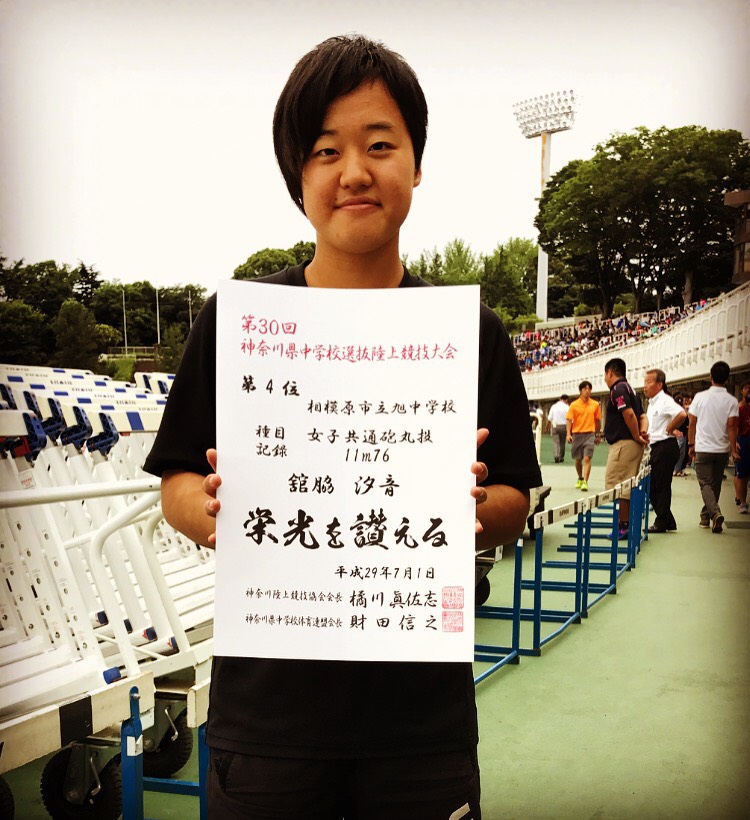 第30回
神奈川県中学校選抜陸上競技大会
第4位
相模原市立旭中学校
種目 女子共通砲丸投
記録 11m76
舘脇 汐音
栄光を讃える
平成29年7月1日
神奈川陸上競技協会会長 橘川眞佐志
神奈川県中学校体育連盟会長 財田信之